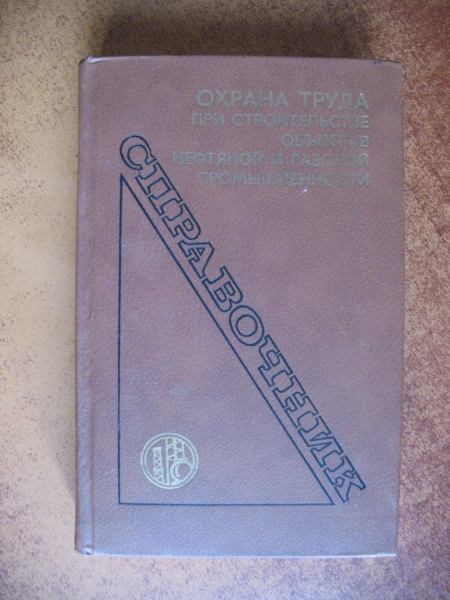 ОХРАНА ТРУДА
ПРИ СТРОИТЕЛЬСТВЕ
ОБЪЕКТОВ
НЕФТЯНОЙ И ГАЗОВОЙ
ПРОМЫШЛЕННОСТИ
СПРАВОЧНИК